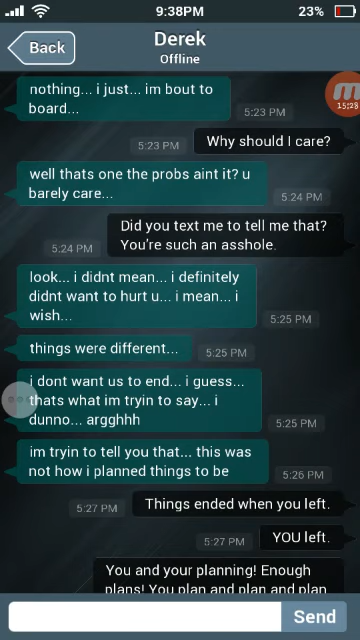 9:38PM
23%
Back
Derek
Offline
nothing... i just... im bout to
board...
5:23 PM
15:28
5:23 PM
Why should I care?
well thats one the probs aint it? u
barely care...
5:24 PM
Did you text me to tell me that?
You're such an asshole.
5:24 PM
look... i didnt mean... i definitely
didnt want to hurt u... i mean... i
wish...
5:25 PM
things were different...
5:25 PM
i dont want us to end... i guess...
thats what im tryin to say... i
dunno... argghhh
5:25 PM
im tryin to tell you that... this was
not how i planned things to be
5:26 PM
5:27 PM
Things ended when you left.
5:27 PM
YOU left.
You and your planning! Enough
plans! You plan and plan and plan
Send